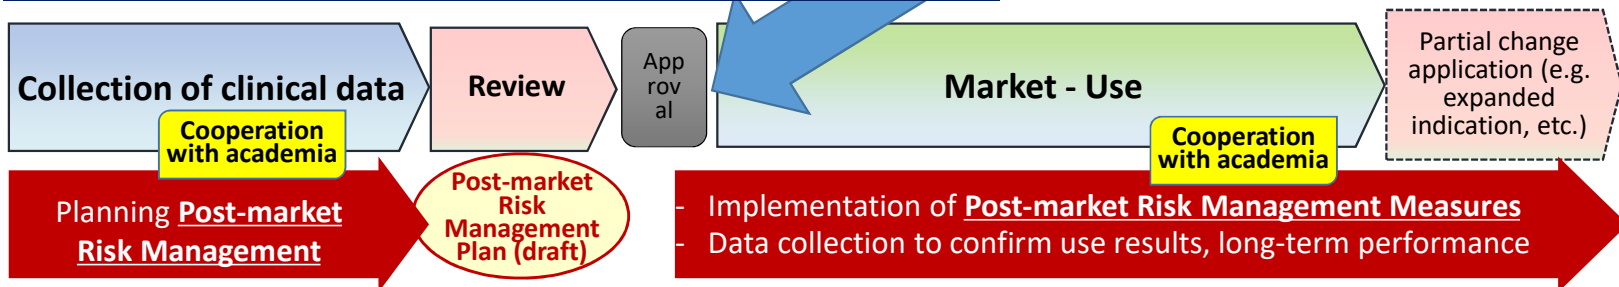 Collection of clinical data
Cooperation
with academia
Review
App
rov
al
Market - Use
Cooperation
with academia
Partial change
application (e.g.
expanded
indication, etc.)
Planning Post-market
Risk Management
Post-market
Risk
Management
Plan (draft)
- Implementation of Post-market Risk Management Measures
- Data collection to confirm use results, long-term performance